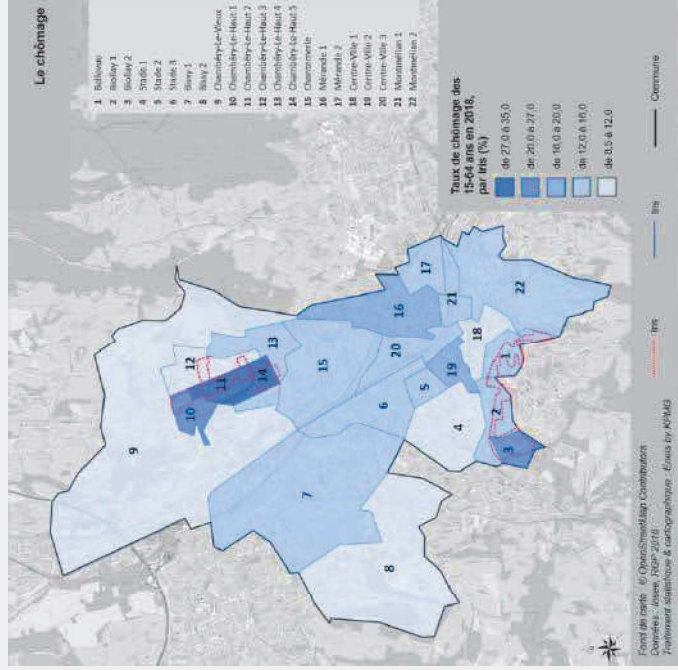 Le chômage
1 Bellevue
2 Biollay 1
3 Biollay 2
4 Stade 1
5 Stade 2
6 Stade 3
7 Bissy 1
8 Bissy 2
9 Chambéry-Le-Vieux
10 Chambéry-Le-Haut 1
11 Chambéry-Le-Haut 2
12 Chambéry-Le-Haut 3
13 Chambéry-Le-Haut 4
14 Chambéry-Le-Haut 5
15 Chantemerle
16 Mérande 1
17 Mérande 2
18 Centre-Ville 1
19 Centre-Ville 2
20 Centre-Ville 3
21 Montmélian 1
22 Montmélian 2
9
12
10
11
13
14
15
7
16
17
20
6
21
5
19
18
22
4
8
1
2
3
Taux de chômage des
15-64 ans en 2018,
par Iris (%)
de 27,0 à 35,0
de 20,0 à 27,0
de 16,0 à 20,0
de 12,0 à 16,0
de 8,5 à 12,0
Iris
Iris
Commune
Fond de carte : © OpenStreetMap Contributors
Données : Insee, RGP 2018
Traitement statistique & cartographique : Eneis by KPMG